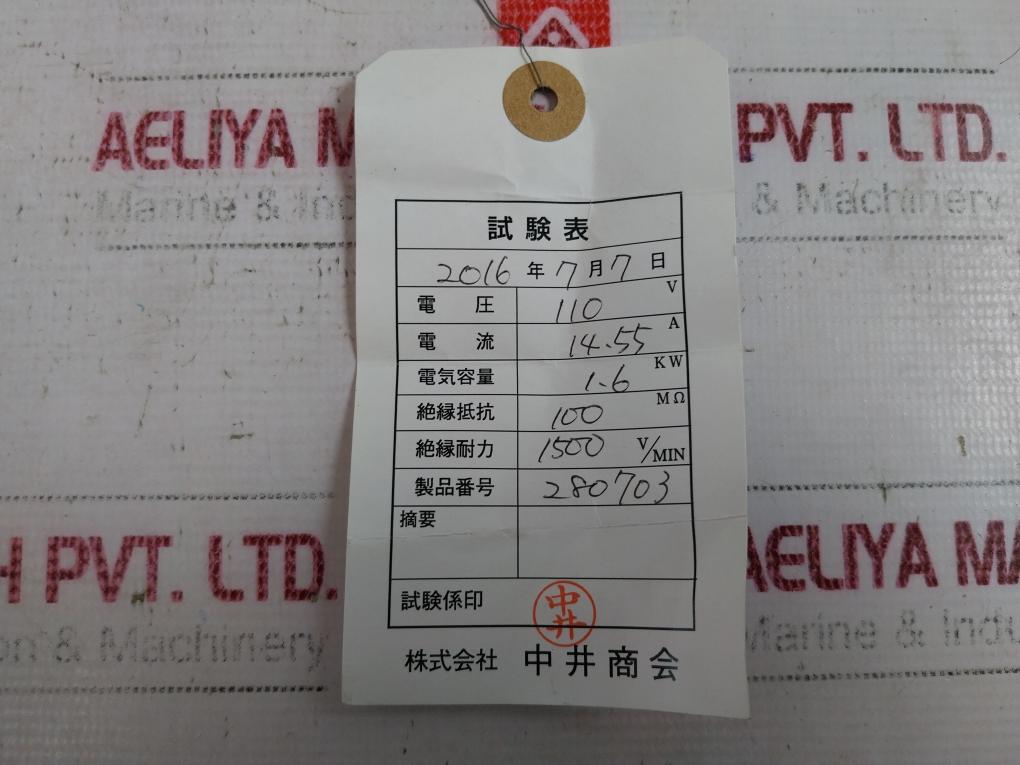 AELIYA M PVT. LTD.
Marine & In & Machinery
試験表
2016 年 7 月 7 日
電圧 110 V
電流 14.55 A
電気容量 1.6 KW
絶縁抵抗 100 MΩ
絶縁耐力 1500 V/MIN
製品番号 280703
摘要
H PVT. LTD. AELIYA MA
on & Machinery Marine & Indu
試験係印 中井
株式会社 中井商会